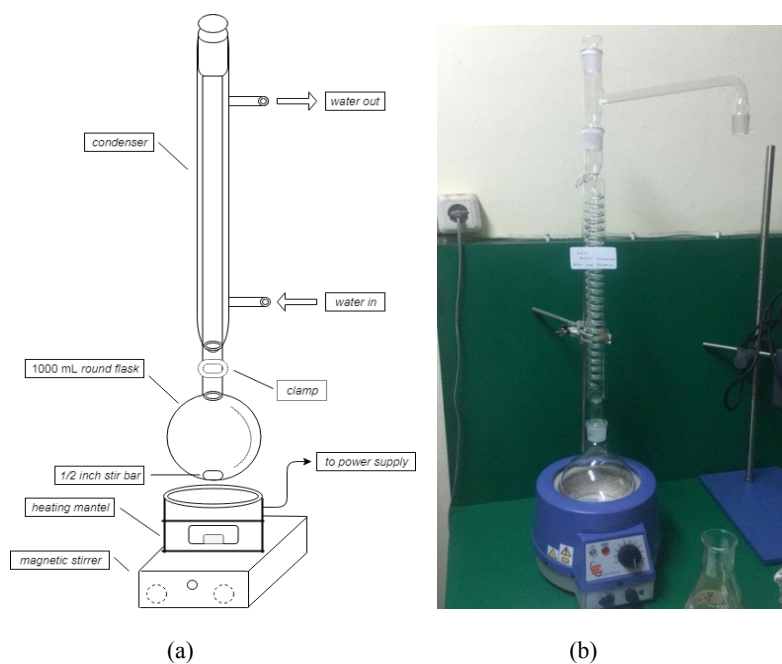 water out
condenser
water in
1000 mL round flask
clamp
to power supply
1/2 inch stir bar
heating mantel
magnetic stirrer
(a)
(b)